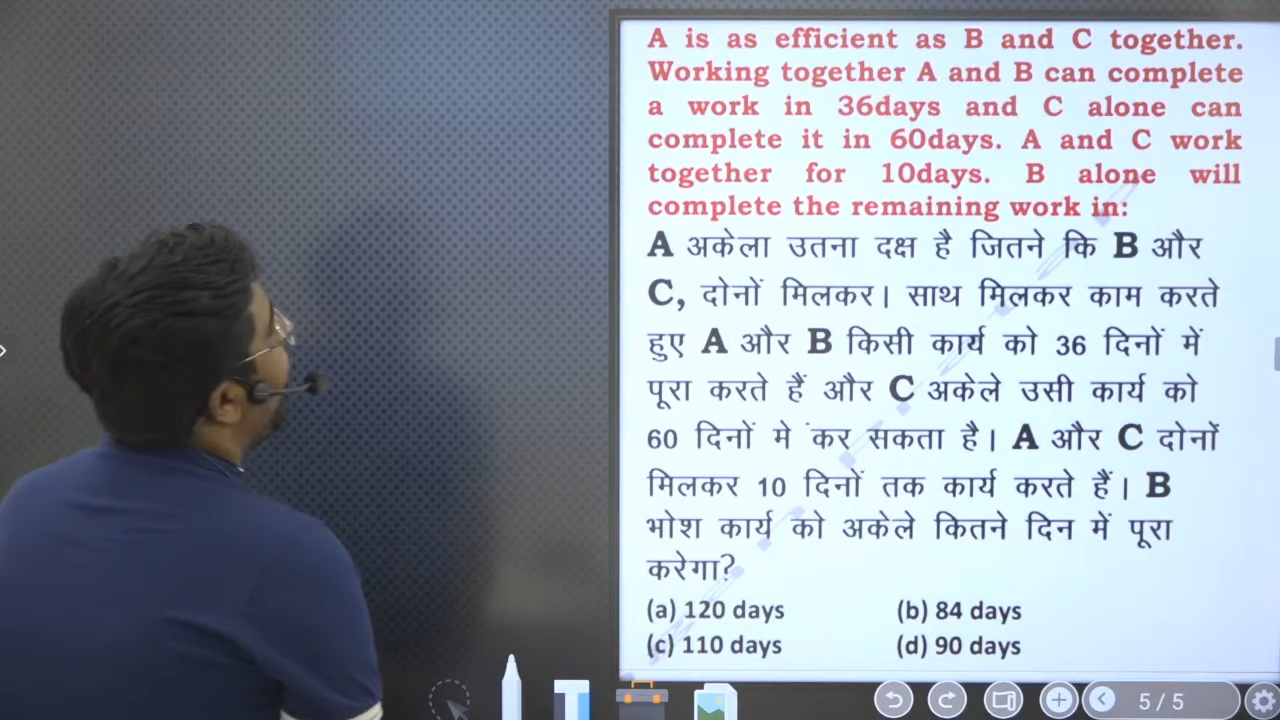 A is as efficient as B and C together.
Working together A and B can complete
a work in 36days and C alone can
complete it in 60days. A and C work
together for 10days. B alone will
complete the remaining work in:
A अकेला उतना दक्ष है जितने कि B और
C, दोनों मिलकर। साथ मिलकर काम करते
हुए A और B किसी कार्य को 36 दिनों में
पूरा करते हैं और C अकेले उसी कार्य को
60 दिनों मे कर सकता है। A और C दोनों
मिलकर 10 दिनों तक कार्य करते हैं। B
भोश कार्य को अकेले कितने दिन में पूरा
करेगा?
(a) 120 days (b) 84 days
(c) 110 days (d) 90 days
5 / 5